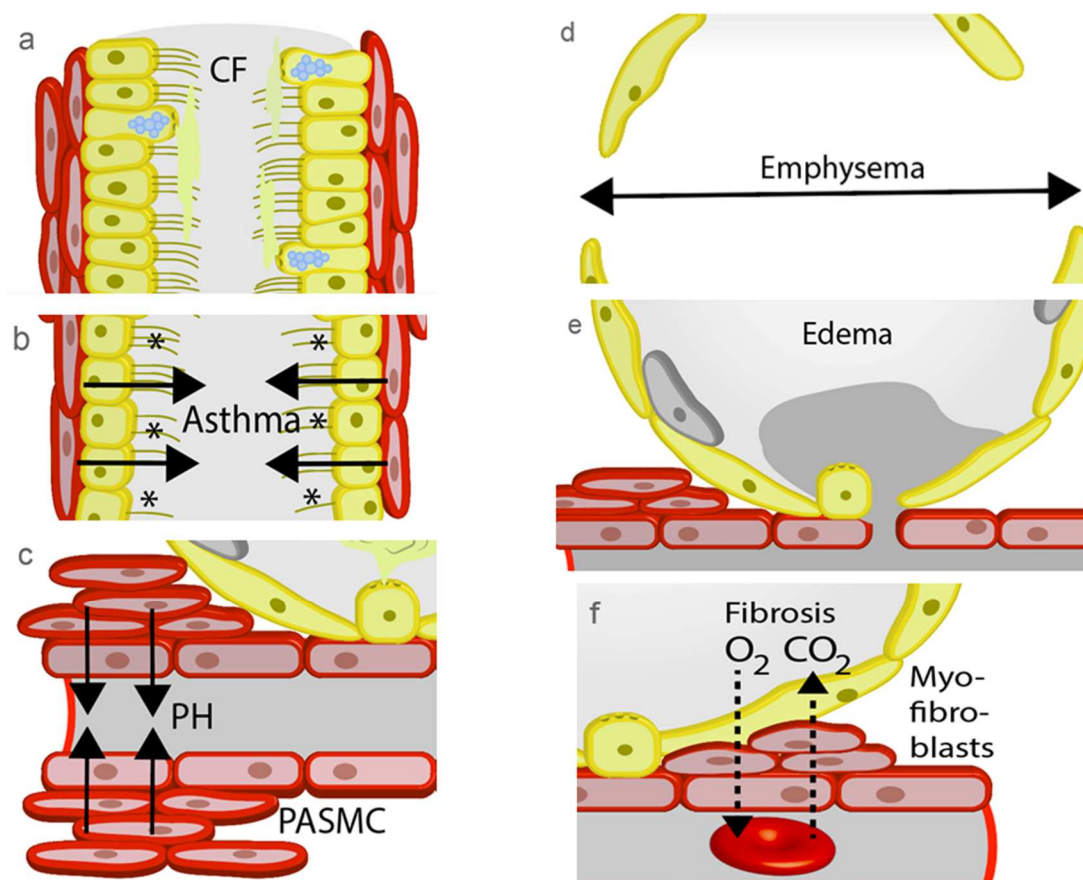 a
CF
b
* *
* Asthma *
* *
c
PH
PASMC
d
Emphysema
e
Edema
f
Fibrosis
O₂ CO₂
Myo-
fibro-
blasts